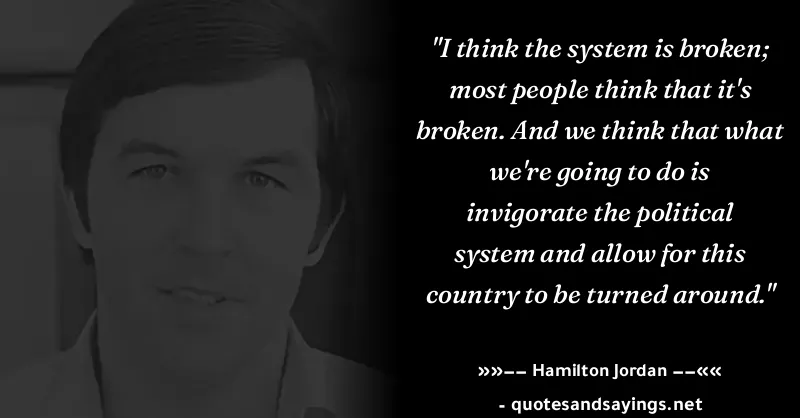 "I think the system is broken;
most people think that it's
broken. And we think that what
we're going to do is
invigorate the political
system and allow for this
country to be turned around."
»»−− Hamilton Jordan −−««
- quotesandsayings.net